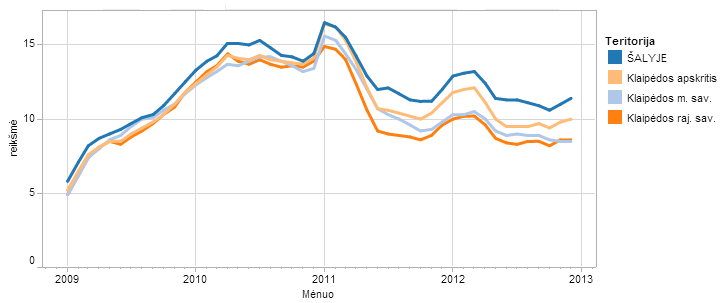 15
10
5
0
reikšmė
2009
2010
2011
2012
2013
Mėnuo
Teritorija
ŠALYJE
Klaipėdos apskritis
Klaipėdos m. sav.
Klaipėdos raj. sav.